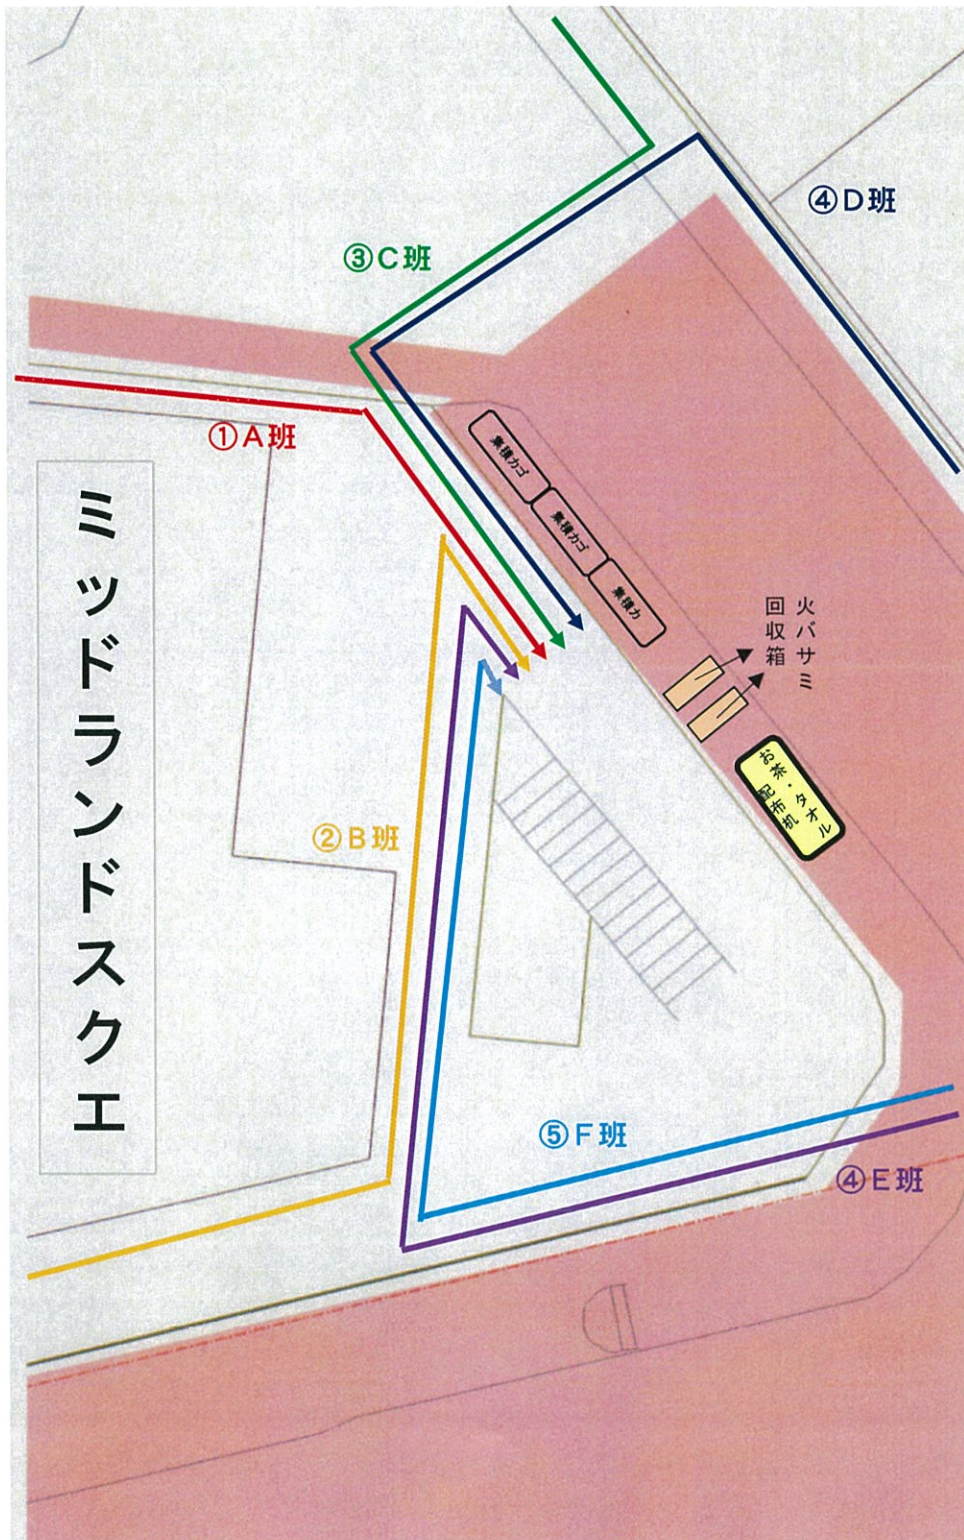 ④D班
③C班
①A班
集積カゴ
集積カゴ
集積カ
火バサミ
回収箱
お茶・タオル
配布机
ミッドランドスクエ
②B班
⑤F班
④E班